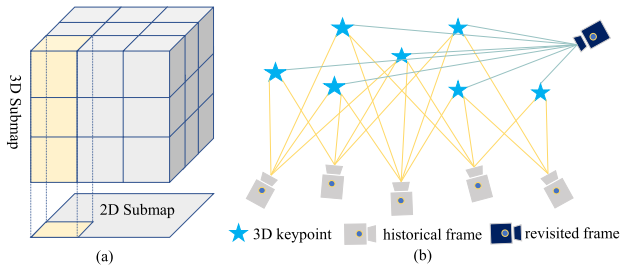 3D Submap
2D Submap
(a)
3D keypoint
historical frame
revisited frame
(b)